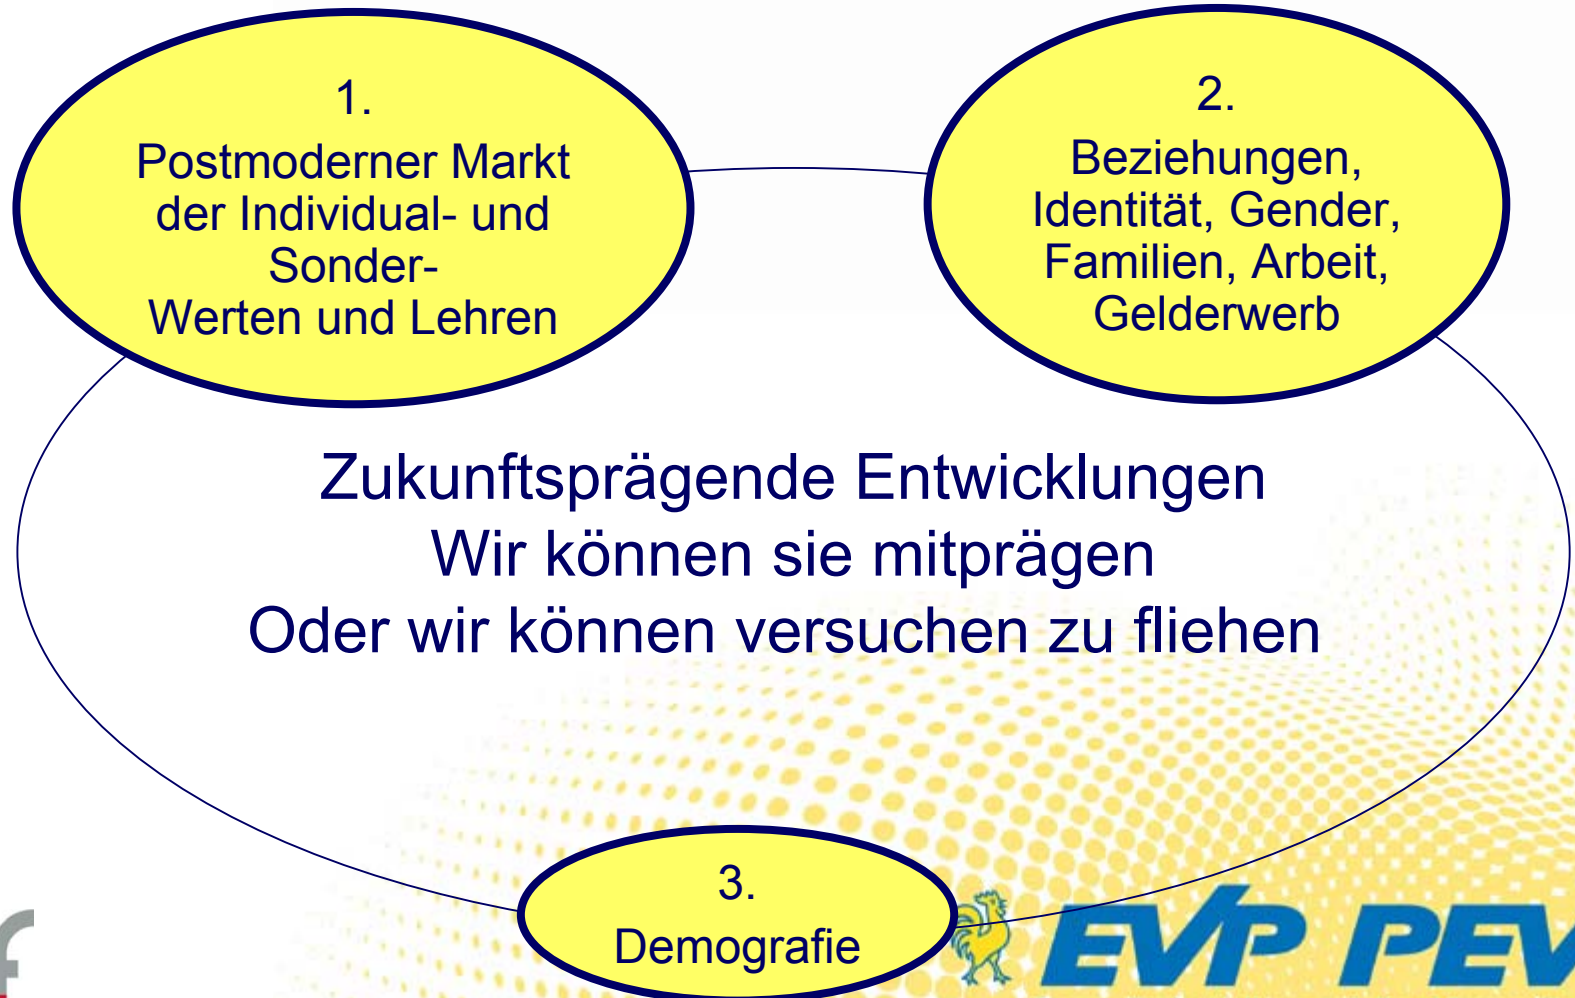 1.
Postmoderner Markt
der Individual- und
Sonder-
Werten und Lehren
2.
Beziehungen,
Identität, Gender,
Familien, Arbeit,
Gelderwerb
Zukunftsprägende Entwicklungen
Wir können sie mitprägen
Oder wir können versuchen zu fliehen
3.
Demografie
EVP PEV